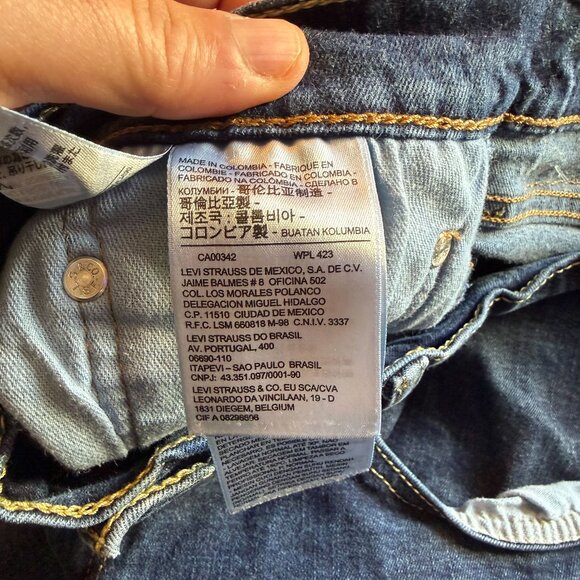 MADE IN COLOMBIA - FABRIQUE EN
COLOMBIE - FABRICADO EN COLOMBIA -
FABRICADO NA COLÔMBIA - СДЕЛАНО В
КОЛУМБИИ - 哥伦比亚制造 -
哥倫比亞製 -
제조국 : 콜롬비아 -
コロンビア製 - BUATAN KOLUMBIA
CA00342 WPL 423
LEVI STRAUSS DE MEXICO, S.A. DE C.V.
JAIME BALMES # 8 OFICINA 502
COL. LOS MORALES POLANCO
DELEGACION MIGUEL HIDALGO
C.P. 11510 CIUDAD DE MEXICO
R.F.C. LSM 660818 M-98 C.N.I.V. 3337
LEVI STRAUSS DO BRASIL
AV. PORTUGAL, 400
06690-110
ITAPEVI – SAO PAULO BRASIL
CNPJ: 43.351.097/0001-90
LEVI STRAUSS & CO. EU SCA/CVA
LEONARDO DA VINCILAAN, 19 - D
1831 DIEGEM, BELGIUM
CIF A 08298696